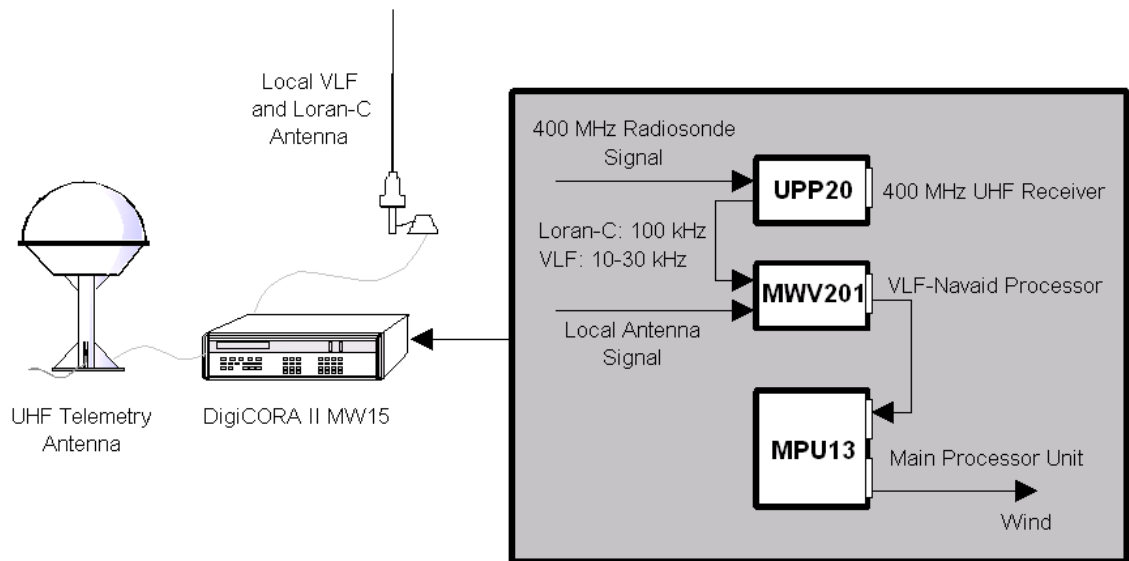 Local VLF
and Loran-C
Antenna
UHF Telemetry
Antenna
DigiCORA II MW15
400 MHz Radiosonde
Signal
UPP20
400 MHz UHF Receiver
Loran-C: 100 kHz
VLF: 10-30 kHz
MWV201
VLF-Navaid Processor
Local Antenna
Signal
MPU13
Main Processor Unit
Wind